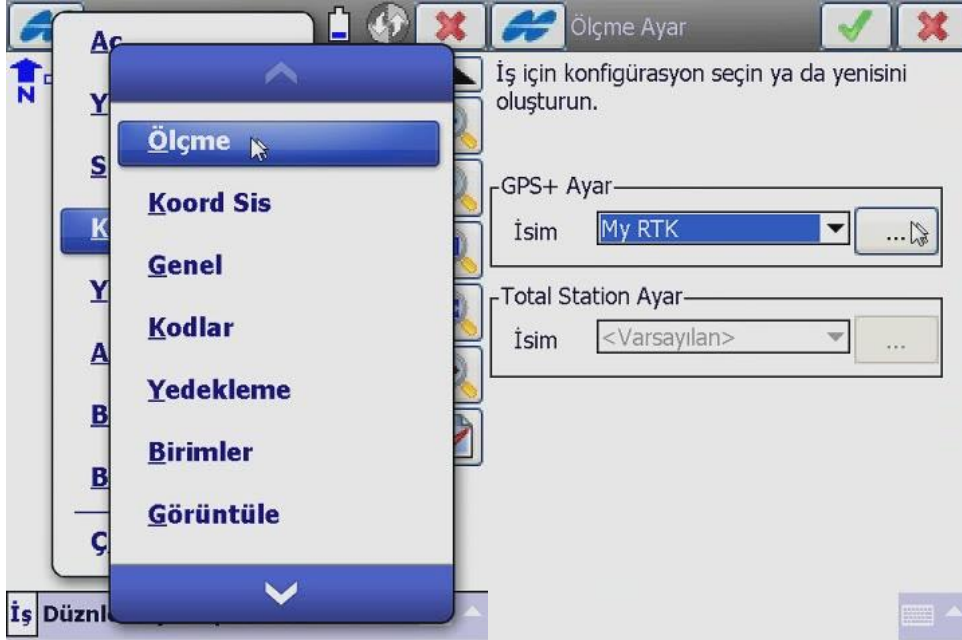 Ölçme
Koord Sis
Genel
Kodlar
Yedekleme
Birimler
Görüntüle
N
İş
Ölçme Ayar
İş için konfigürasyon seçin ya da yenisini
oluşturun.
GPS+ Ayar
İsim My RTK ...
Total Station Ayar
İsim <Varsayılan> ...